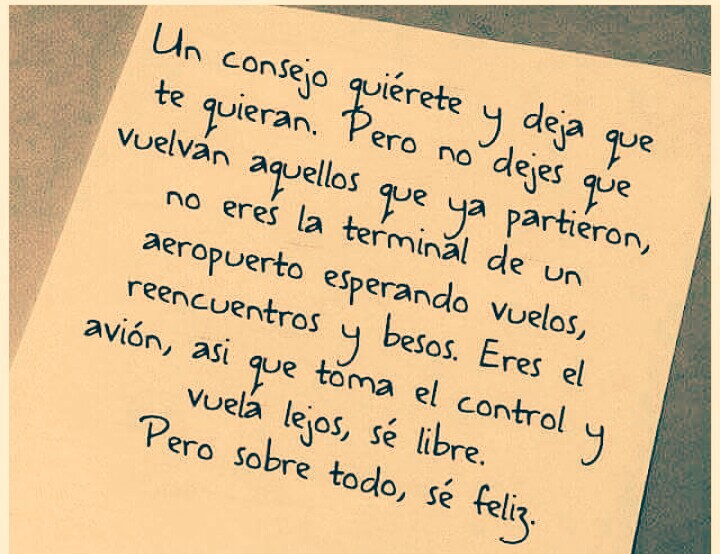 Un consejo quiérete y deja que
te quieran. Pero no dejes que
vuelvan aquellos que ya partieron,
no eres la terminal de un
aeropuerto esperando vuelos,
reencuentros y besos. Eres el
avión, asi que toma el control y
vuela lejos, sé libre.
Pero sobre todo, sé feliz.